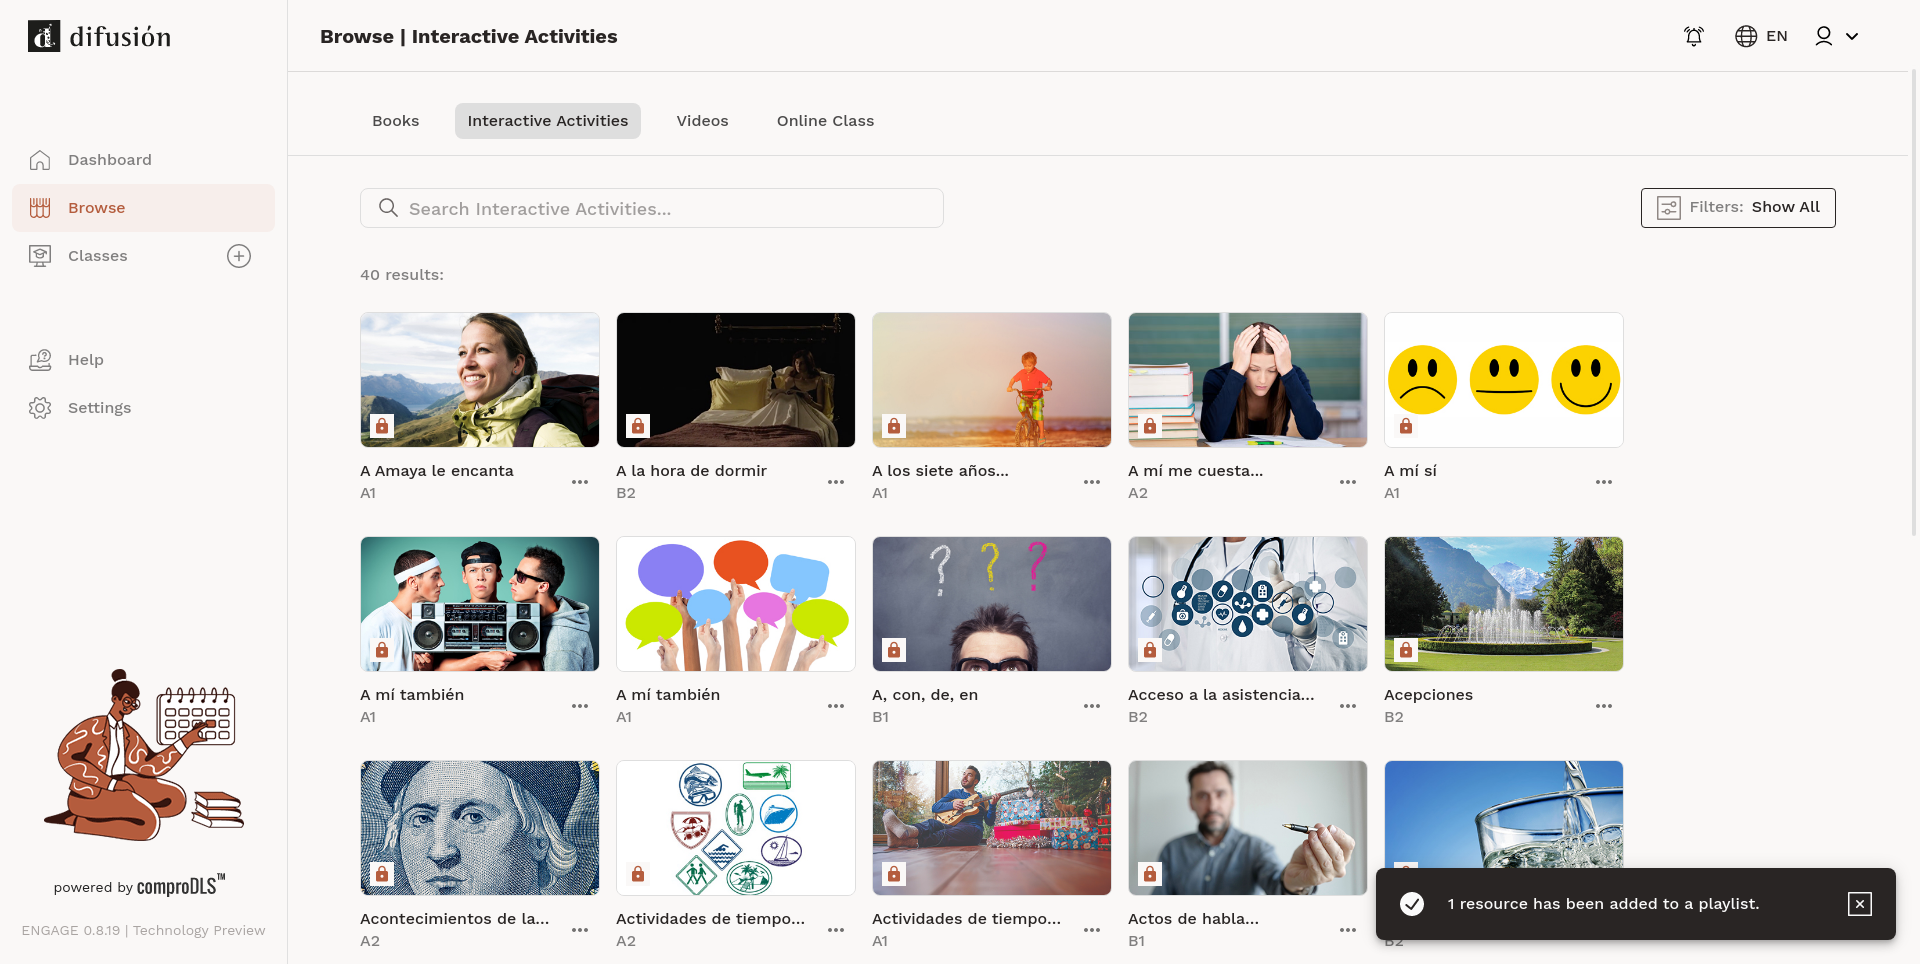 difusión
Browse | Interactive Activities
EN
Dashboard
Browse
Classes
Help
Settings
powered by comproDLS™
ENGAGE 0.8.19 | Technology Preview
Books
Interactive Activities
Videos
Online Class
Search Interactive Activities...
Filters: Show All
40 results:
A Amaya le encanta
A1
A la hora de dormir
B2
A los siete años...
A1
A mí me cuesta...
A2
A mí sí
A1
A mí también
A1
A mí también
A1
? ? ?
A, con, de, en
B1
Acceso a la asistencia...
B2
Acepciones
B2
Acontecimientos de la...
A2
Actividades de tiempo...
A2
Actividades de tiempo...
A1
Actos de habla...
B1
B2
1 resource has been added to a playlist.